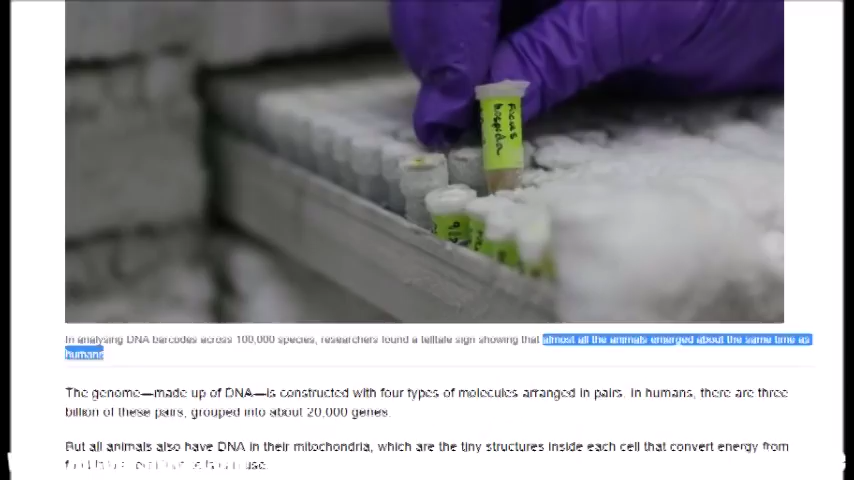 In analysing DNA barcodes across 100,000 species, researchers found a telltale sign showing that almost all the animals emerged about the same time as
humans
The genome—made up of DNA—is constructed with four types of molecules arranged in pairs. In humans, there are three
billion of these pairs, grouped into about 20,000 genes.
But all animals also have DNA in their mitochondria, which are the tiny structures inside each cell that convert energy from